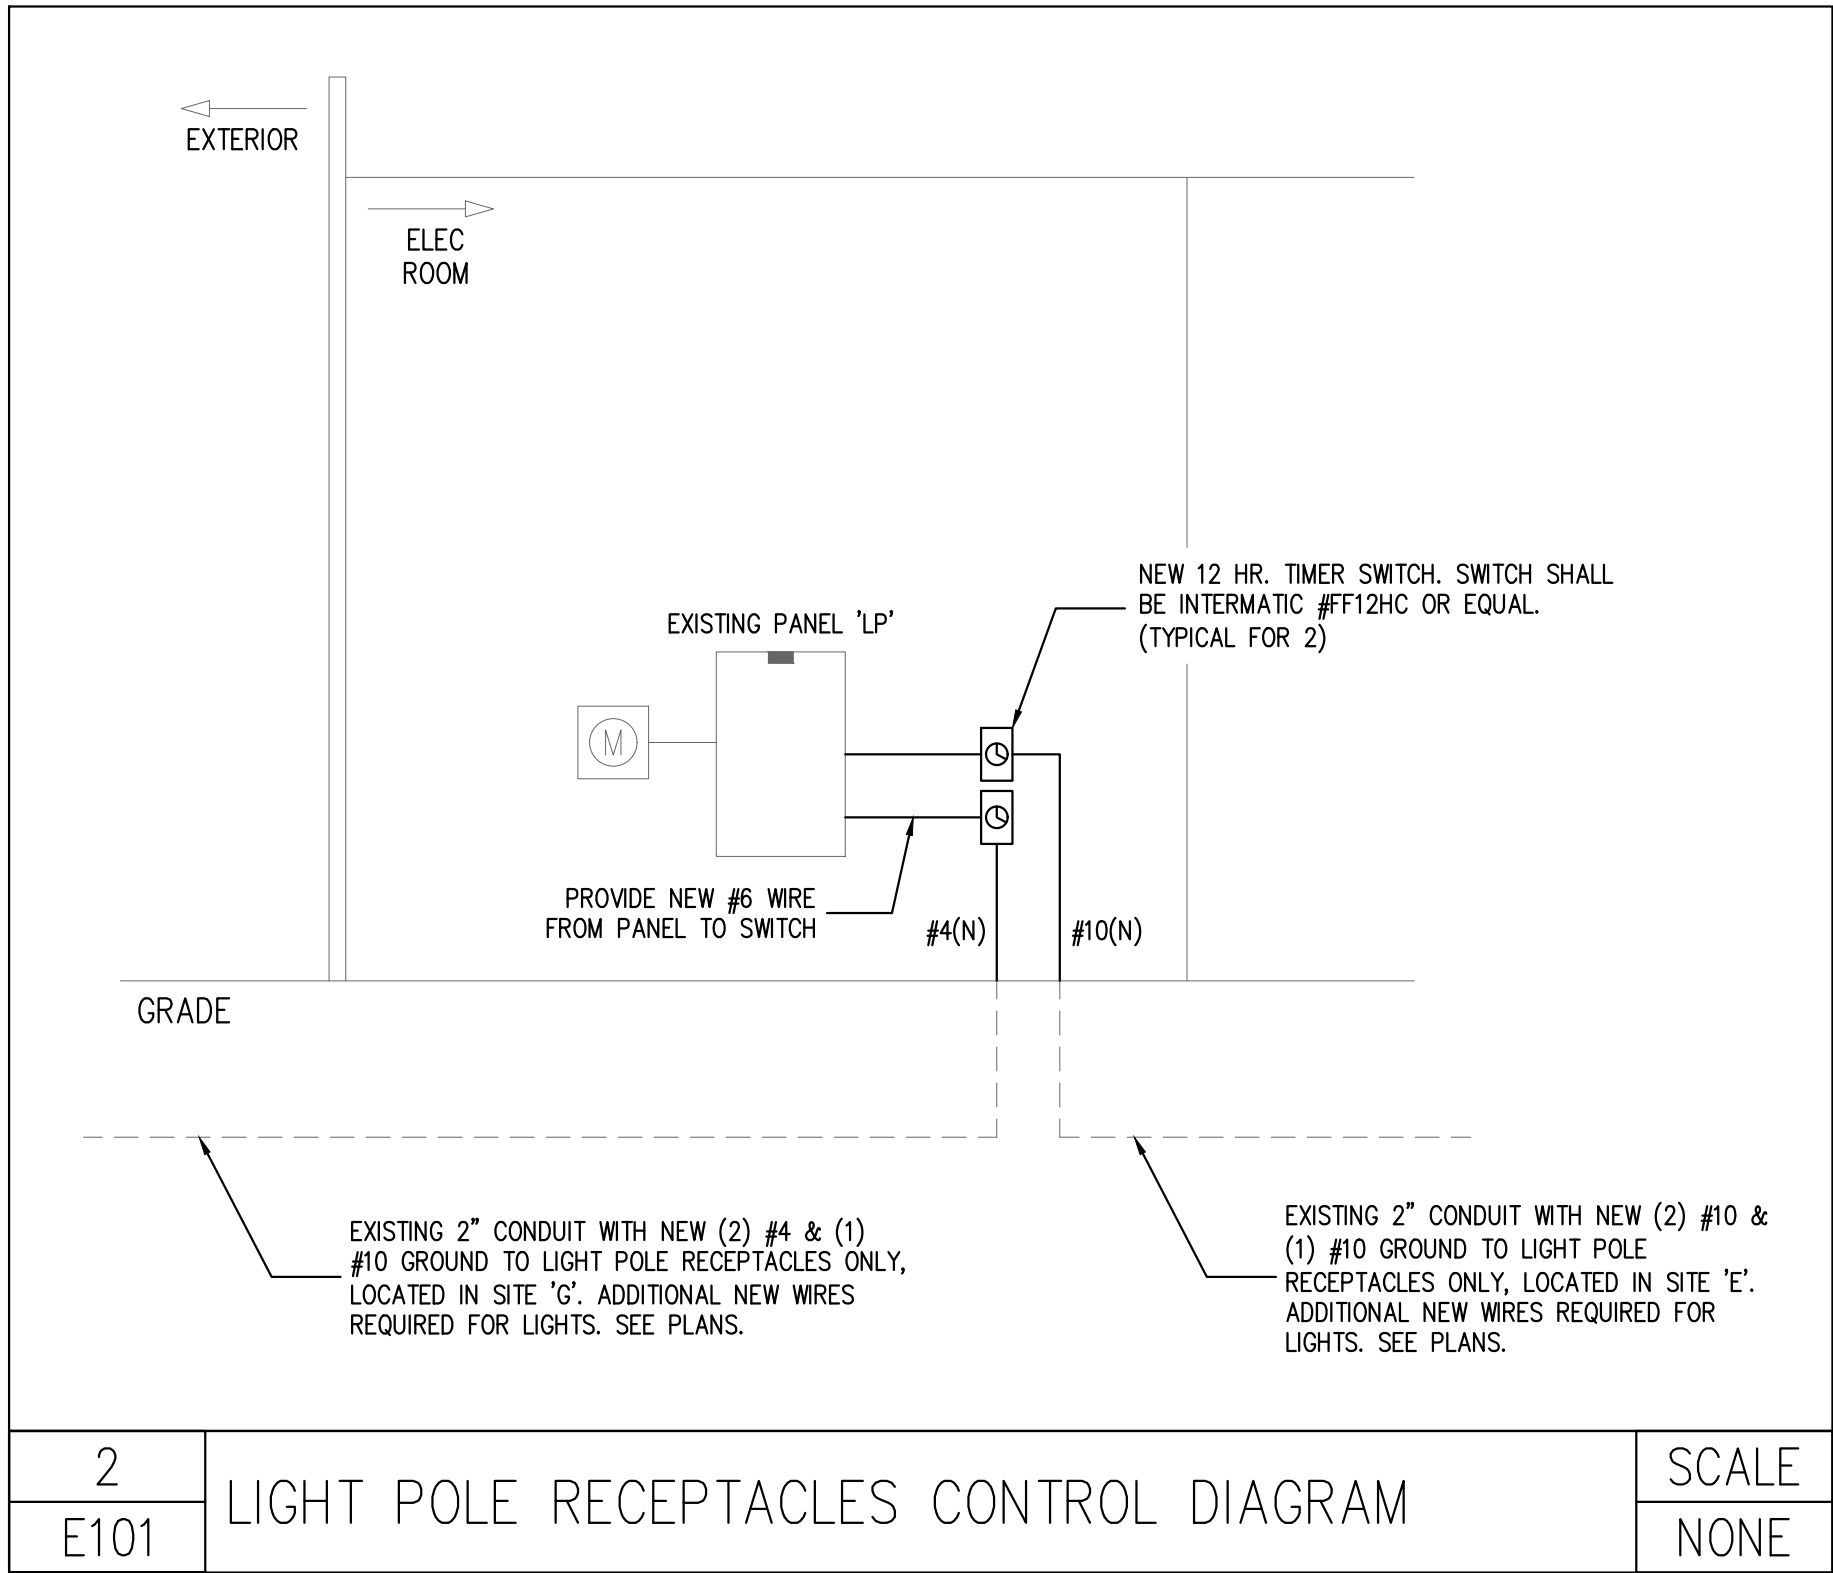 EXTERIOR
ELEC
ROOM
NEW 12 HR. TIMER SWITCH. SWITCH SHALL
BE INTERMATIC #FF12HC OR EQUAL.
(TYPICAL FOR 2)
EXISTING PANEL 'LP'
M
PROVIDE NEW #6 WIRE
FROM PANEL TO SWITCH
#4(N)
#10(N)
GRADE
EXISTING 2" CONDUIT WITH NEW (2) #4 & (1)
#10 GROUND TO LIGHT POLE RECEPTACLES ONLY,
LOCATED IN SITE 'G'. ADDITIONAL NEW WIRES
REQUIRED FOR LIGHTS. SEE PLANS.
EXISTING 2" CONDUIT WITH NEW (2) #10 &
(1) #10 GROUND TO LIGHT POLE
RECEPTACLES ONLY, LOCATED IN SITE 'E'.
ADDITIONAL NEW WIRES REQUIRED FOR
LIGHTS. SEE PLANS.
2
E101
LIGHT POLE RECEPTACLES CONTROL DIAGRAM
SCALE
NONE